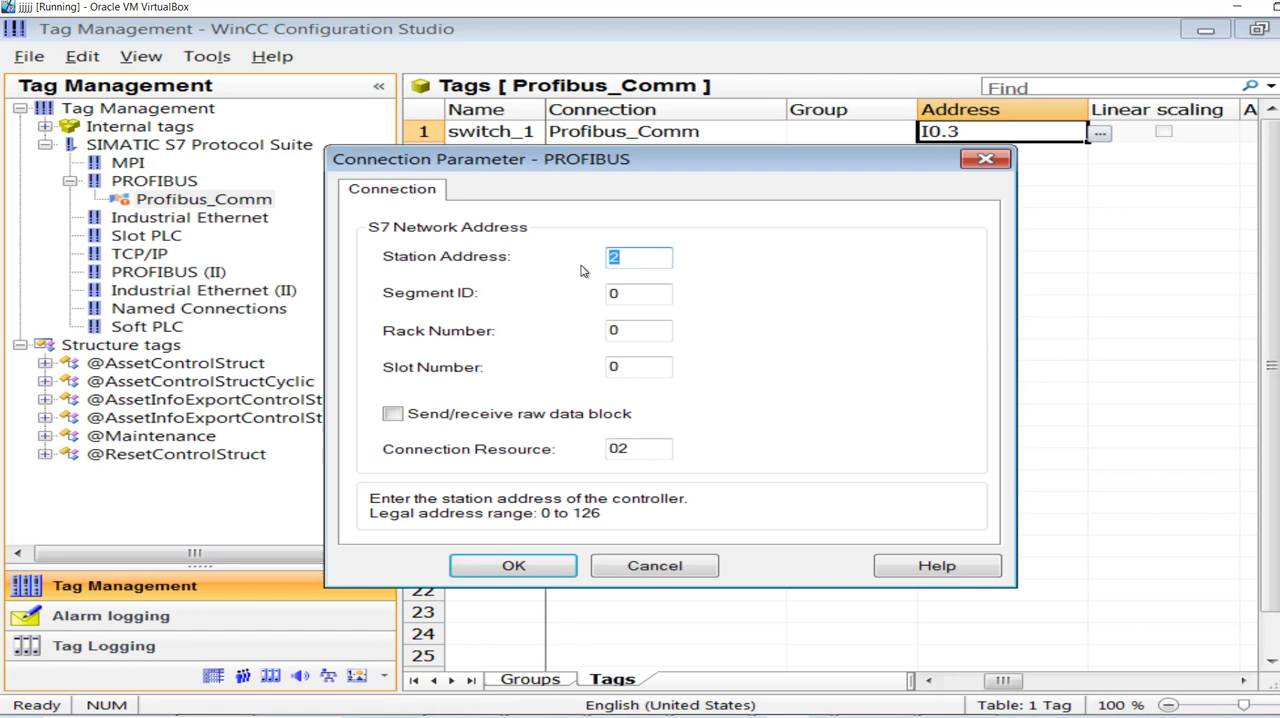 jjjjj [Running] - Oracle VM VirtualBox
Tag Management - WinCC Configuration Studio
File Edit View Tools Help
Tag Management «
Tags [ Profibus_Comm ]
Find
Tag Management
Internal tags
SIMATIC S7 Protocol Suite
MPI
PROFIBUS
Profibus_Comm
Industrial Ethernet
Slot PLC
TCP/IP
PROFIBUS (II)
Industrial Ethernet (II)
Named Connections
Soft PLC
Structure tags
@AssetControlStruct
@AssetControlStructCyclic
@AssetInfoExportControlSt
@AssetInfoExportControlSt
@Maintenance
@ResetControlStruct
Name Connection Group Address Linear scaling A
1 switch_1 Profibus_Comm I0.3 ...
Connection Parameter - PROFIBUS
Connection
S7 Network Address
Station Address: 2
Segment ID: 0
Rack Number: 0
Slot Number: 0
Send/receive raw data block
Connection Resource: 02
Enter the station address of the controller.
Legal address range: 0 to 126
OK Cancel Help
22
23
24
25
Tag Management
Alarm logging
Tag Logging
Groups Tags
Ready NUM English (United States) Table: 1 Tag 100 %